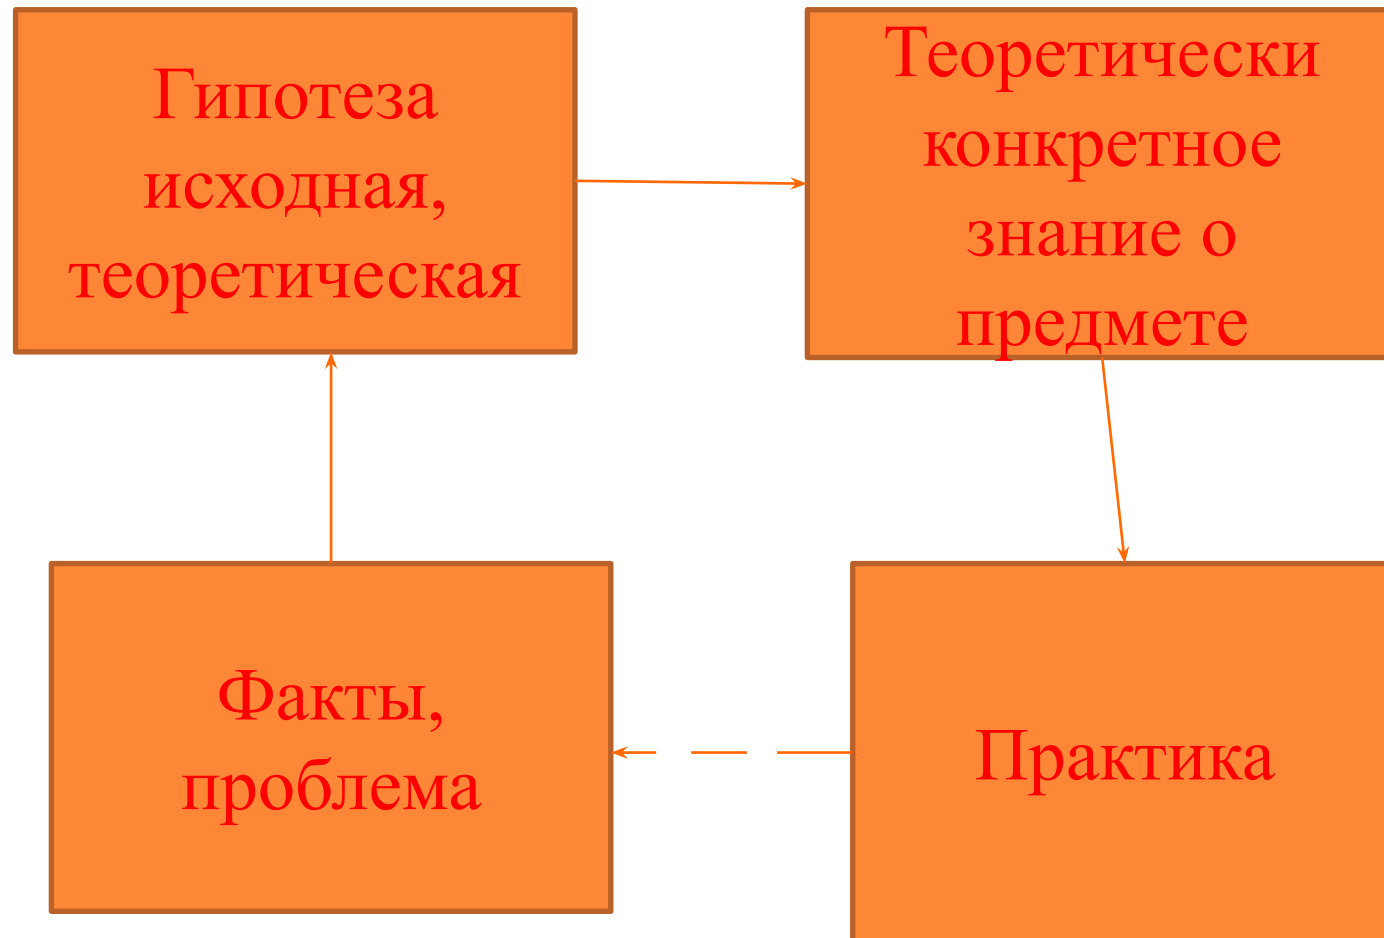 Гипотеза
исходная,
теоретическая
Теоретически
конкретное
знание о
предмете
Факты,
проблема
Практика